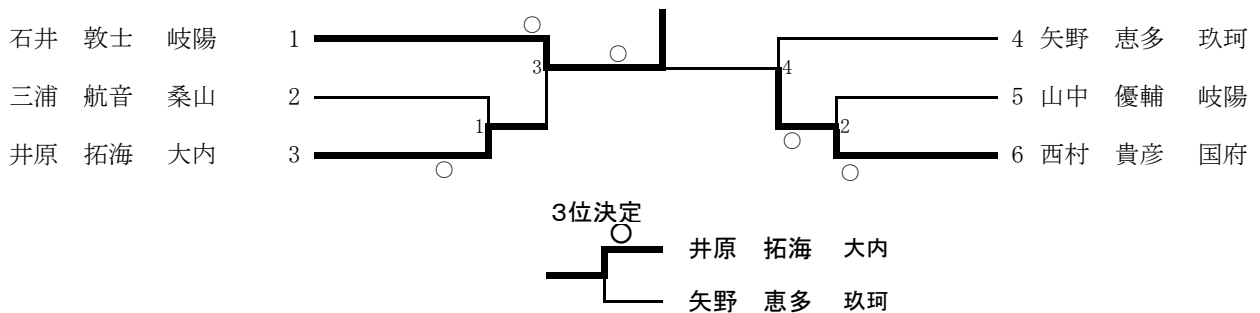 ○
石井 敦士 岐陽 1
4 矢野 恵多 玖珂
○
3
4
三浦 航音 桑山 2
5 山中 優輔 岐陽
1
2
○
井原 拓海 大内 3
6 西村 貴彦 国府
○
○
3位決定
○
井原 拓海 大内
矢野 恵多 玖珂